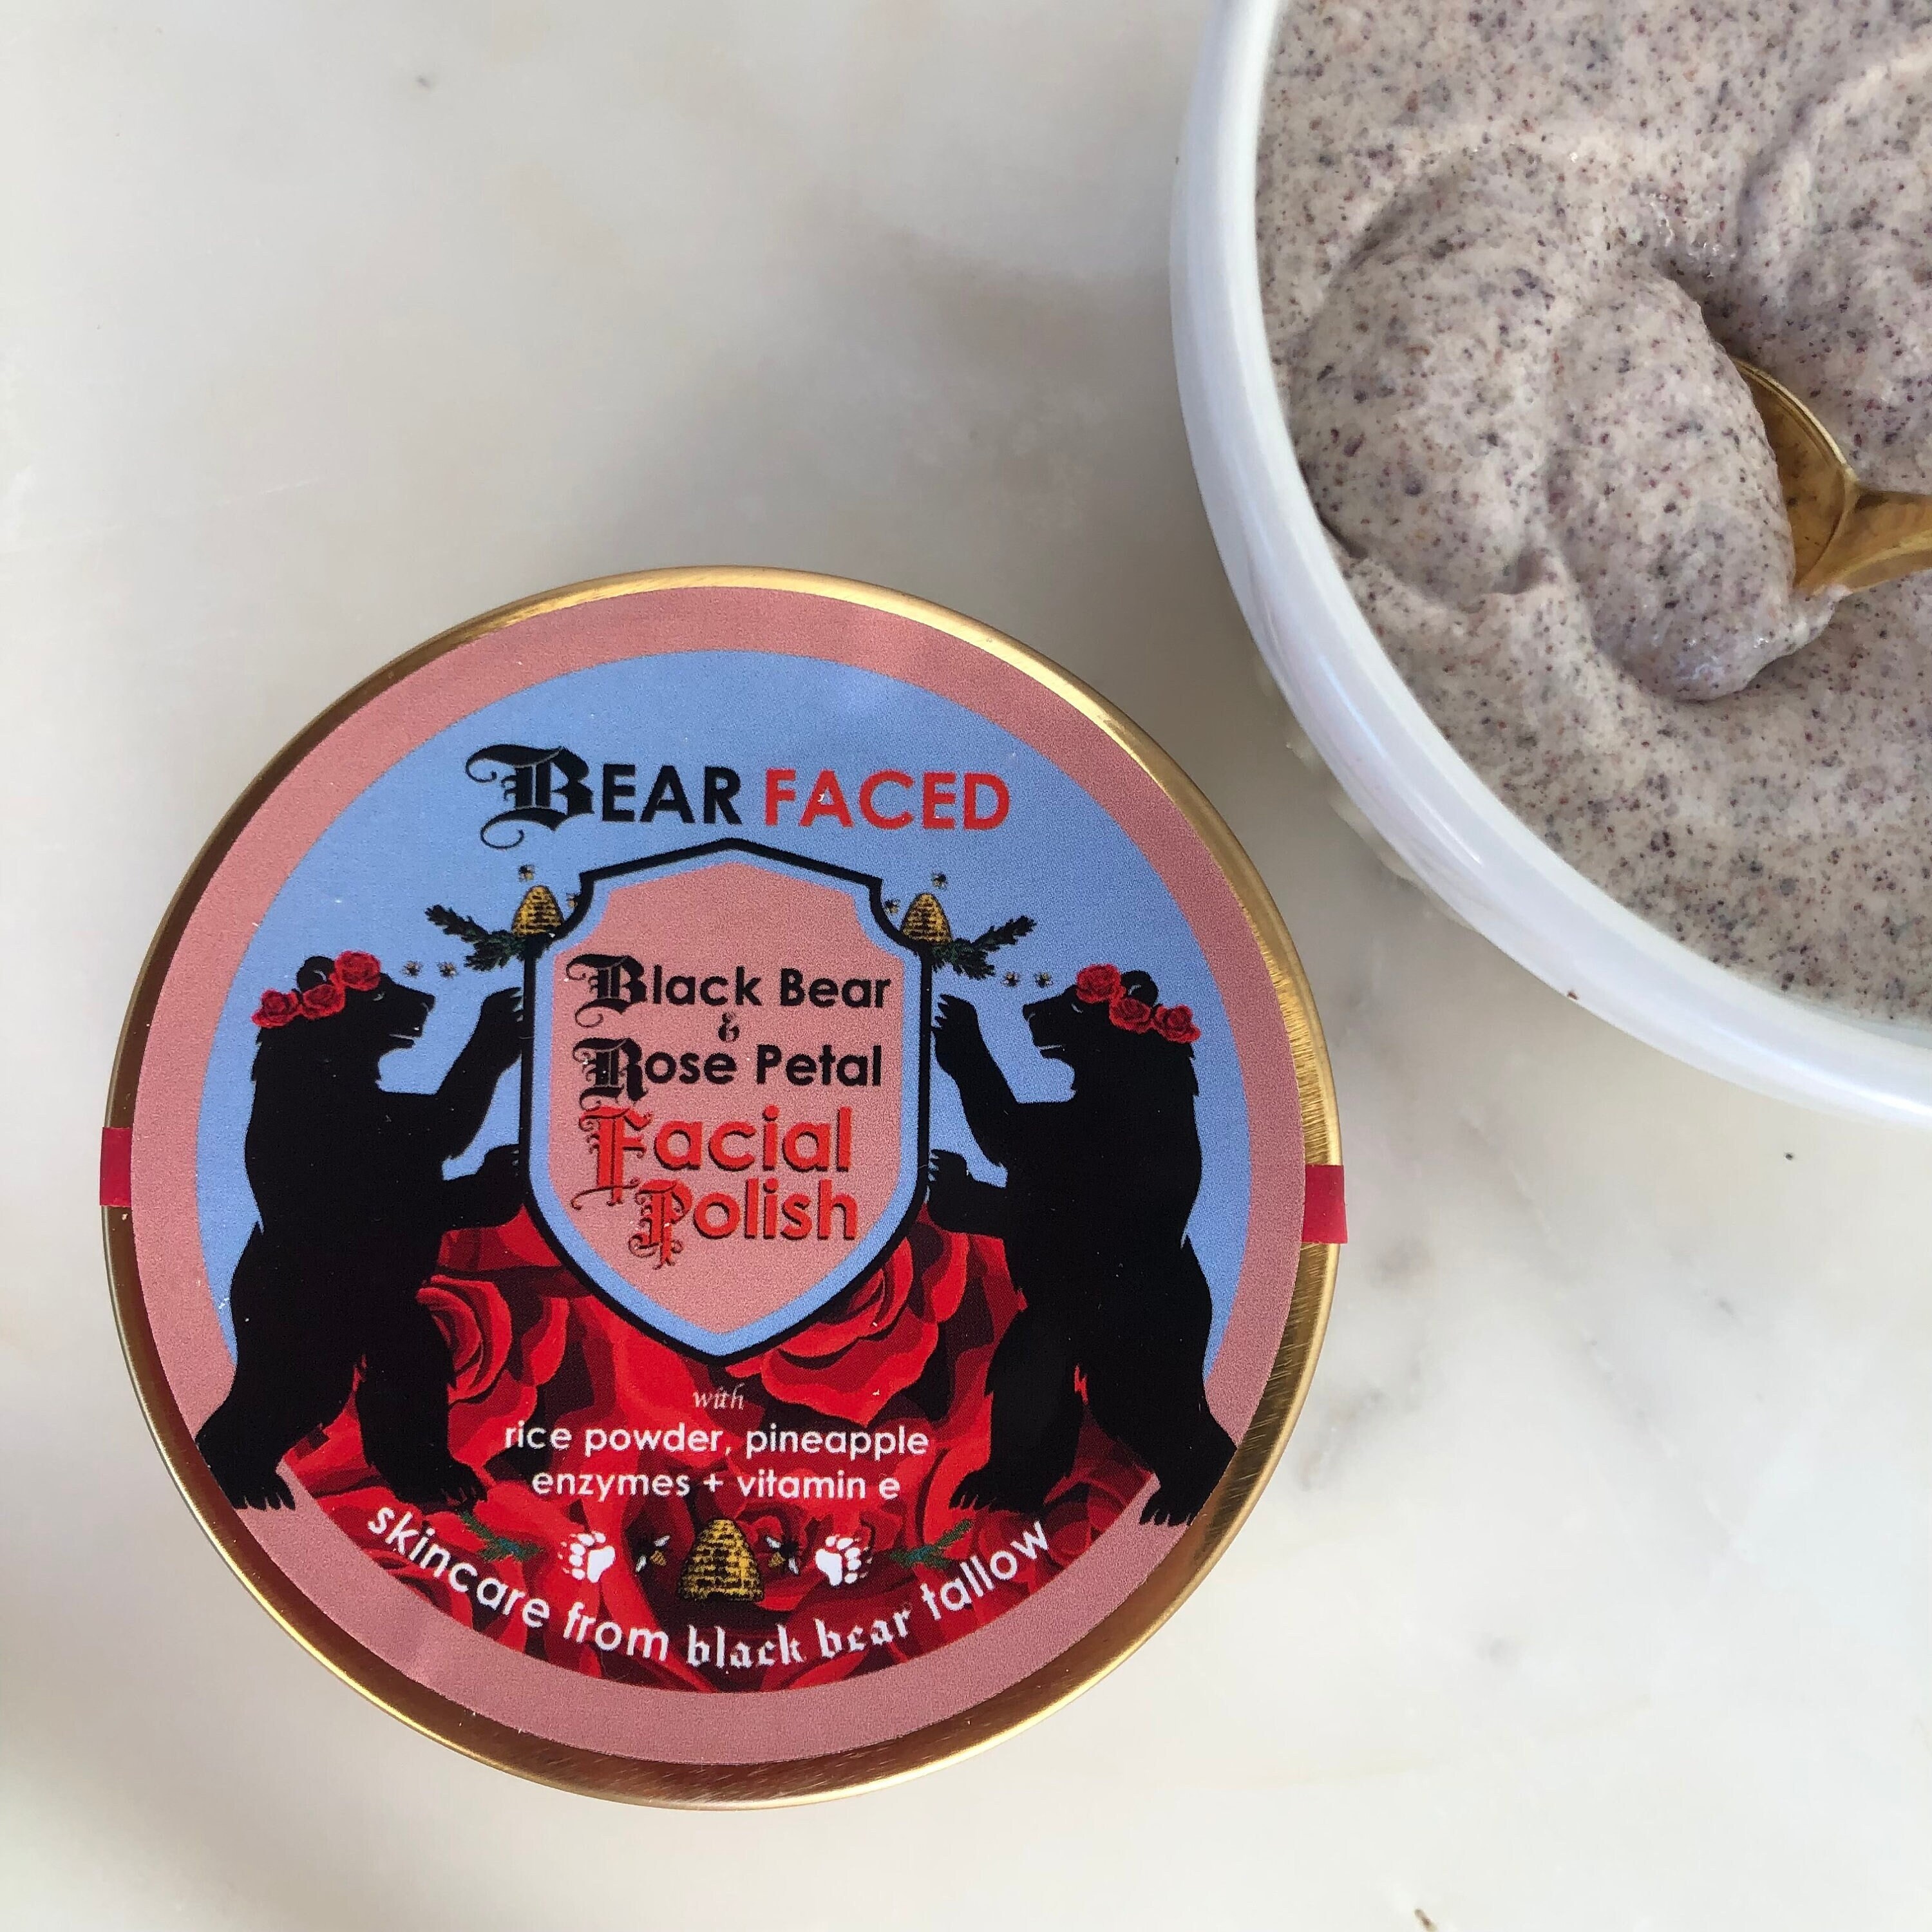 BEAR FACED
Black Bear
&
Rose Petal
Facial
Polish
with
rice powder, pineapple
enzymes + vitamin e
skincare from black bear tallow